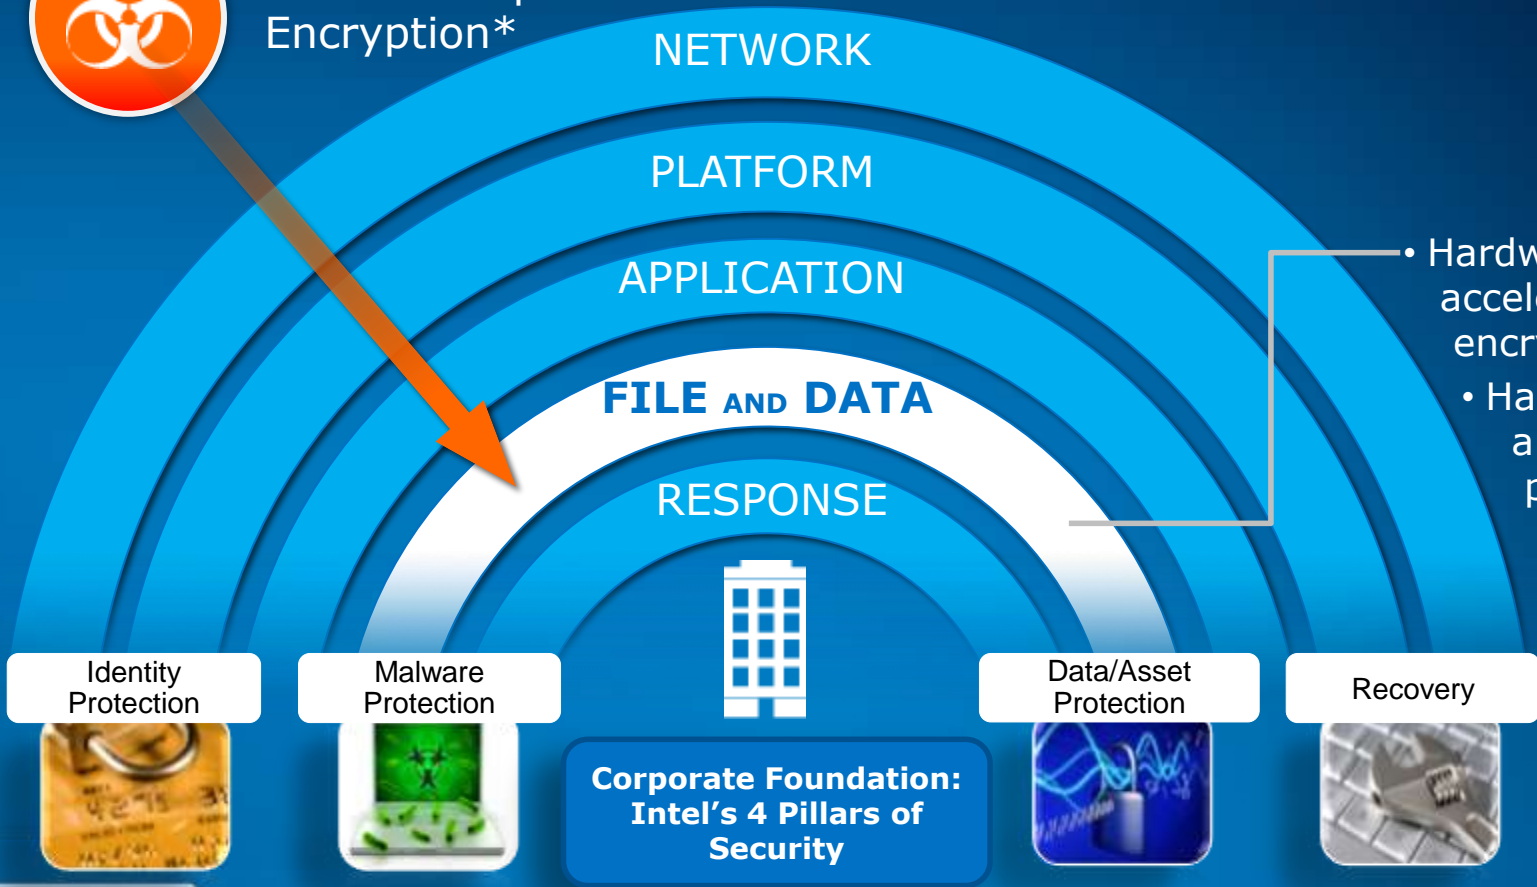 Encryption*
NETWORK
PLATFORM
APPLICATION
FILE AND DATA
RESPONSE
•
•
Identity
Protection
Malware
Protection
Data/Asset
Protection
Recovery
Corporate Foundation:
Intel’s 4 Pillars of
Security